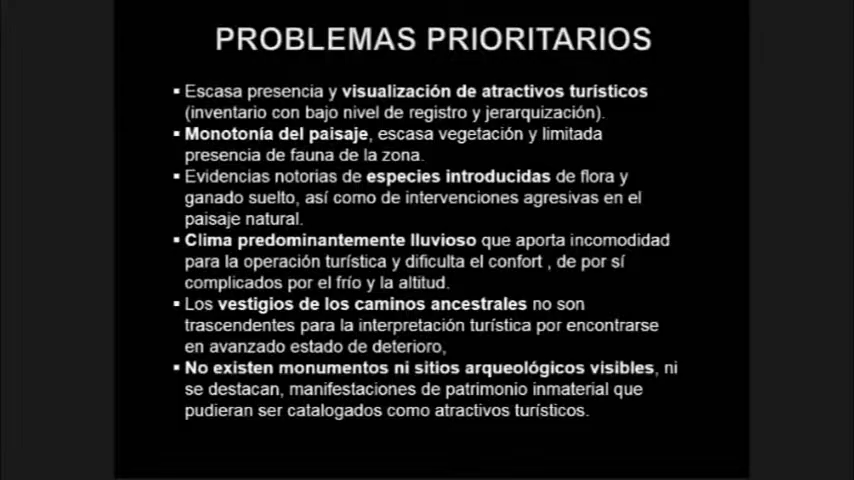 PROBLEMAS PRIORITARIOS
▪ Escasa presencia y visualización de atractivos turísticos
(inventario con bajo nivel de registro y jerarquización).
▪ Monotonía del paisaje, escasa vegetación y limitada
presencia de fauna de la zona.
▪ Evidencias notorias de especies introducidas de flora y
ganado suelto, así como de intervenciones agresivas en el
paisaje natural.
▪ Clima predominantemente lluvioso que aporta incomodidad
para la operación turística y dificulta el confort , de por sí
complicados por el frío y la altitud.
▪ Los vestigios de los caminos ancestrales no son
trascendentes para la interpretación turística por encontrarse
en avanzado estado de deterioro,
▪ No existen monumentos ni sitios arqueológicos visibles, ni
se destacan, manifestaciones de patrimonio inmaterial que
pudieran ser catalogados como atractivos turísticos.